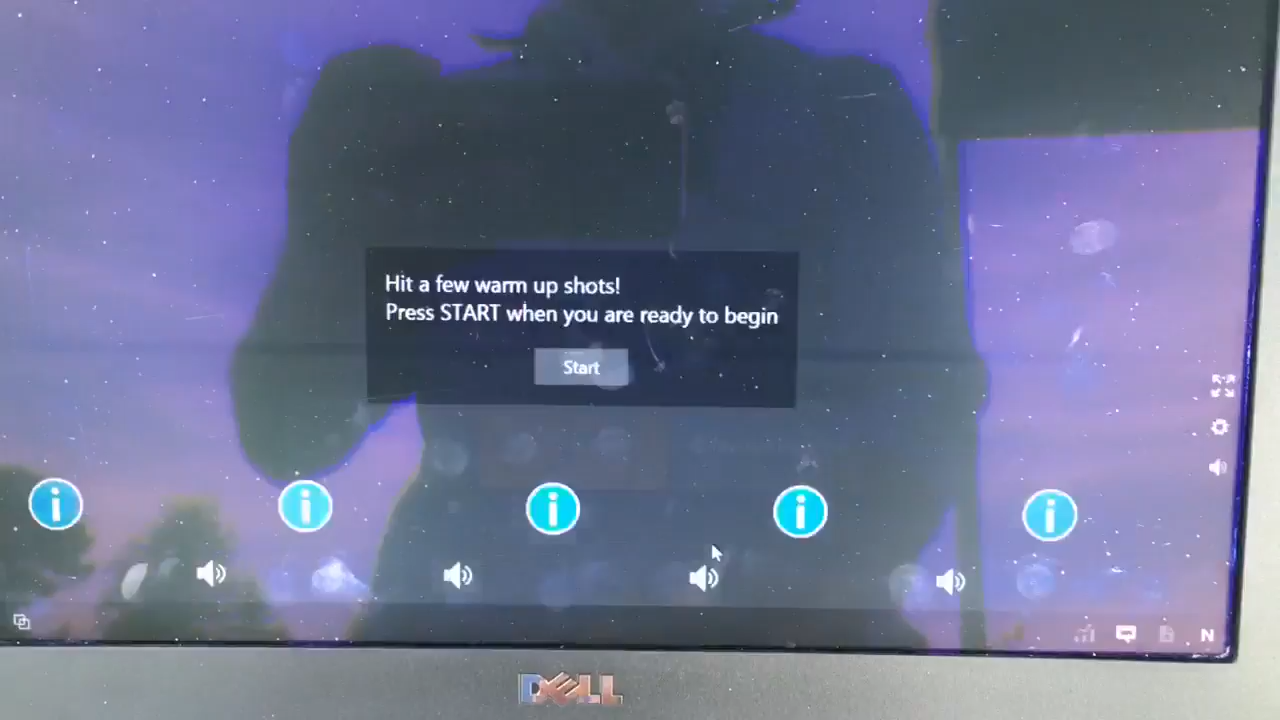 Hit a few warm up shots!
Press START when you are ready to begin
Start
N
DELL